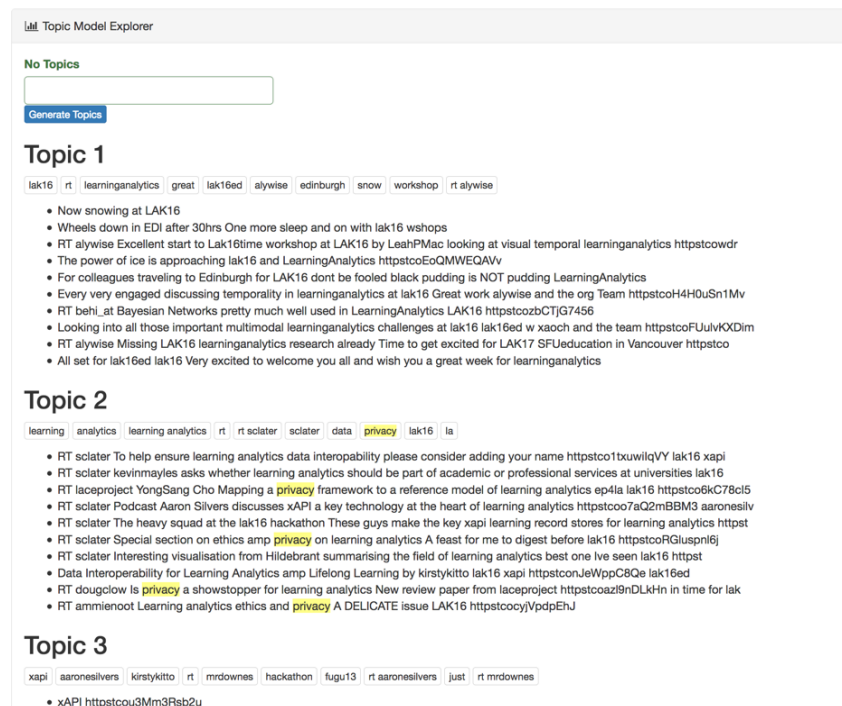 Topic Model Explorer
No Topics
Generate Topics
Topic 1
lak16 rt learninganalytics great lak16ed alywise edinburgh snow workshop rt alywise
Now snowing at LAK16
Wheels down in EDI after 30hrs One more sleep and on with lak16 wshops
RT alywise Excellent start to Lak16time workshop at LAK16 by LeahPMac looking at visual temporal learninganalytics httpstcowdr
The power of ice is approaching lak16 and LearningAnalytics httpstcoEoQMWEQAVv
For colleagues traveling to Edinburgh for LAK16 dont be fooled black pudding is NOT pudding LearningAnalytics
Every very engaged discussing temporality in learninganalytics at lak16 Great work alywise and the org Team httpstcoH4H0uSn1Mv
RT behi_at Bayesian Networks pretty much well used in LearningAnalytics LAK16 httpstcozbCTjG7456
Looking into all those important multimodal learninganalytics challenges at lak16 lak16ed w xaoch and the team httpstcoFUulvKXDim
RT alywise Missing LAK16 learninganalytics research already Time to get excited for LAK17 SFUeducation in Vancouver httpstco
All set for lak16ed lak16 Very excited to welcome you all and wish you a great week for learninganalytics
Topic 2
learning analytics learning analytics rt rt sclater sclater data privacy lak16 la
RT sclater To help ensure learning analytics data interopability please consider adding your name httpstco1txuwilqVY lak16 xapi
RT sclater kevinmayles asks whether learning analytics should be part of academic or professional services at universities lak16
RT laceproject YongSang Cho Mapping a privacy framework to a reference model of learning analytics ep4la lak16 httpstco6kC78cl5
RT sclater Podcast Aaron Silvers discusses xAPI a key technology at the heart of learning analytics httpstcoo7aQ2mBBM3 aaronesilv
RT sclater The heavy squad at the lak16 hackathon These guys make the key xapi learning record stores for learning analytics httpst
RT sclater Special section on ethics amp privacy on learning analytics A feast for me to digest before lak16 httpstcoRGluspnl6j
RT sclater Interesting visualisation from Hildebrant summarising the field of learning analytics best one Ive seen lak16 httpst
Data Interoperability for Learning Analytics amp Lifelong Learning by kirstykitto lak16 xapi httpstconJeWppC8Qe lak16ed
RT dougclow Is privacy a showstopper for learning analytics New review paper from laceproject httpstcoazl9nDLkHn in time for lak
RT ammienoot Learning analytics ethics and privacy A DELICATE issue LAK16 httpstcocyjVpdpEhJ
Topic 3
xapi aaronesilvers kirstykitto rt mrdownes hackathon fugu13 rt aaronesilvers just rt mrdownes
xAPI httpstcou3Mm3Rsb2u